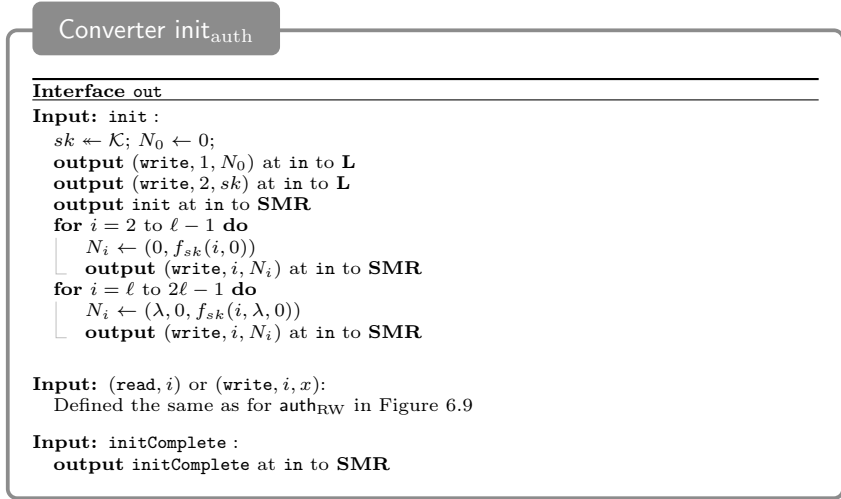 Converter init_auth
Interface out
Input: init :
sk ↞ 𝒦; N_0 ← 0;
output (write, 1, N_0) at in to L
output (write, 2, sk) at in to L
output init at in to SMR
for i = 2 to ℓ − 1 do
N_i ← (0, f_sk(i, 0))
output (write, i, N_i) at in to SMR
for i = ℓ to 2ℓ − 1 do
N_i ← (λ, 0, f_sk(i, λ, 0))
output (write, i, N_i) at in to SMR
Input: (read, i) or (write, i, x):
Defined the same as for auth_RW in Figure 6.9
Input: initComplete :
output initComplete at in to SMR